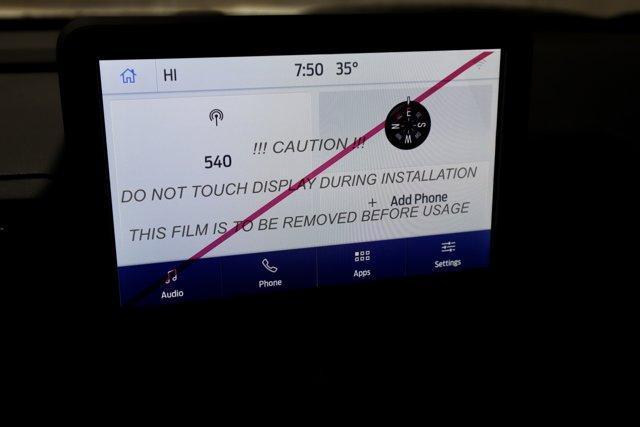 HI 7:50 35°
E
N S
W
540
!!! CAUTION !!!
DO NOT TOUCH DISPLAY DURING INSTALLATION
+ Add Phone
THIS FILM IS TO BE REMOVED BEFORE USAGE
Audio Phone Apps Settings